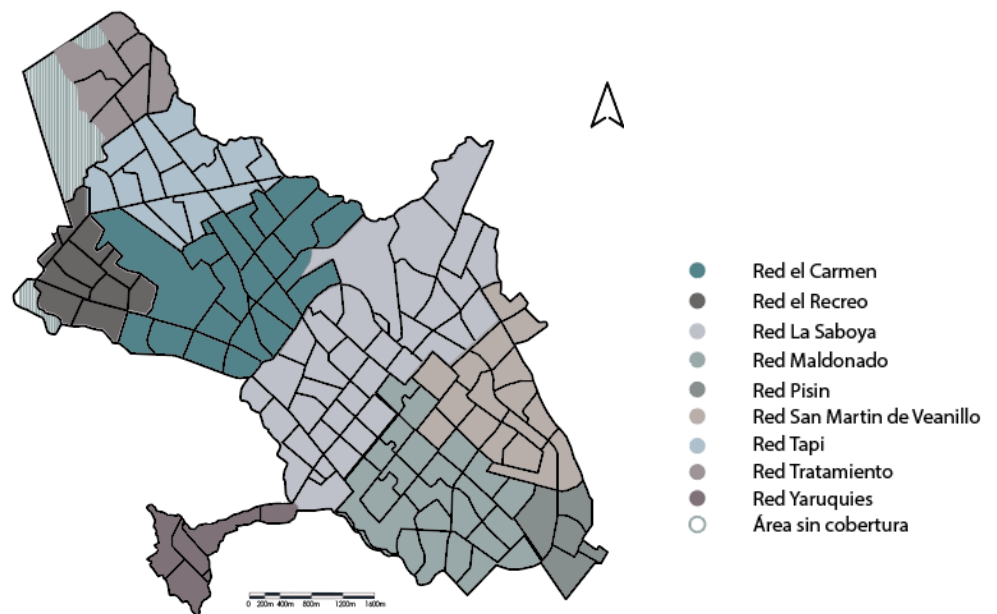 Red el Carmen
Red el Recreo
Red La Saboya
Red Maldonado
Red Pisin
Red San Martin de Veanillo
Red Tapi
Red Tratamiento
Red Yaruquies
Área sin cobertura
0 200m 400m 800m 1200m 1600m